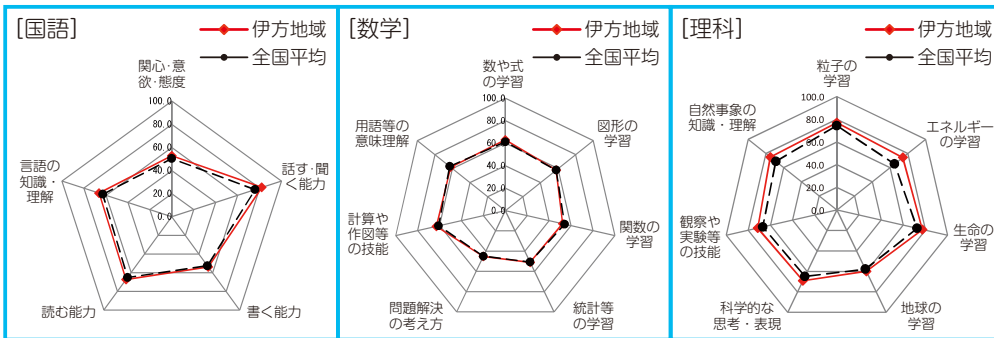 [国語]
伊方地域
全国平均
関心・意
欲・態度
100.0
80.0
60.0
40.0
20.0
0.0
話す・聞
く能力
書く能力
読む能力
言語の
知識・
理解
[数学]
伊方地域
全国平均
数や式
の学習
100.0
80.0
60.0
40.0
20.0
0.0
図形の
学習
関数の
学習
統計等
の学習
問題解決
の考え方
計算や
作図等
の技能
用語等の
意味理解
[理科]
伊方地域
全国平均
粒子の
学習
100.0
80.0
60.0
40.0
20.0
0.0
エネルギー
の学習
生命の
学習
地球の
学習
科学的な
思考・表現
観察や
実験等
の技能
自然事象の
知識・理解